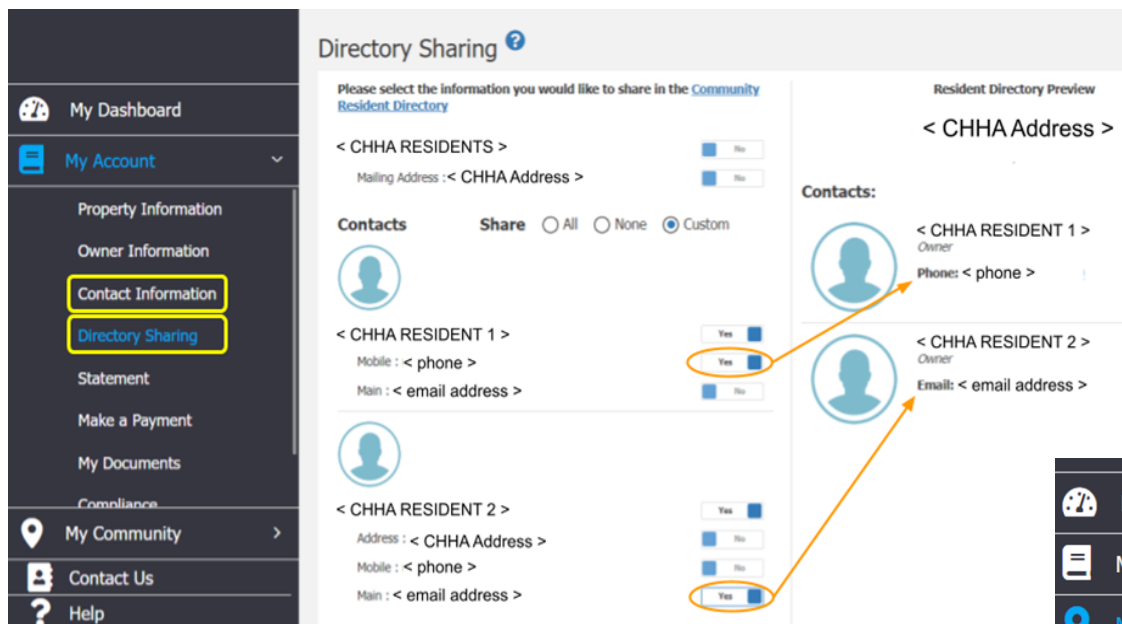 My Dashboard
My Account
Property Information
Owner Information
Contact Information
Directory Sharing
Statement
Make a Payment
My Documents
Compliance
My Community
Contact Us
Help
Directory Sharing ?
Please select the information you would like to share in the Community
Resident Directory
< CHHA RESIDENTS > No
Mailing Address : < CHHA Address > No
Contacts Share All None Custom
< CHHA RESIDENT 1 > Yes
Mobile : < phone > Yes
Main : < email address > No
< CHHA RESIDENT 2 > Yes
Address : < CHHA Address > No
Mobile : < phone > No
Main : < email address > Yes
Resident Directory Preview
< CHHA Address >
Contacts:
< CHHA RESIDENT 1 >
Owner
Phone: < phone >
< CHHA RESIDENT 2 >
Owner
Email: < email address >